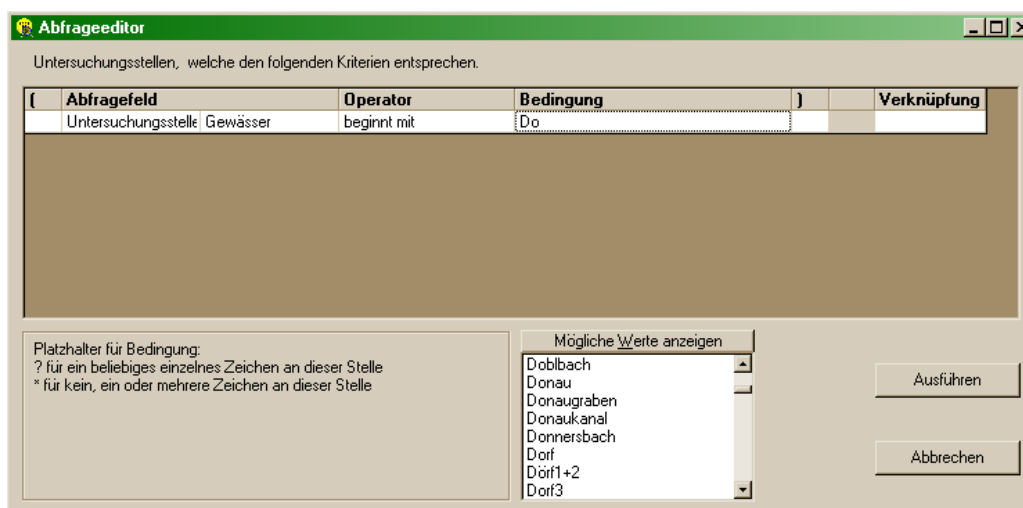 Abfrageeditor
Untersuchungsstellen, welche den folgenden Kriterien entsprechen.
( Abfragefeld Operator Bedingung ) Verknüpfung
Untersuchungsstelle Gewässer beginnt mit Do
Platzhalter für Bedingung:
? für ein beliebiges einzelnes Zeichen an dieser Stelle
* für kein, ein oder mehrere Zeichen an dieser Stelle
Mögliche Werte anzeigen
Doblbach
Donau
Donaugraben
Donaukanal
Donnersbach
Dorf
Dörf1+2
Dorf3
Ausführen
Abbrechen